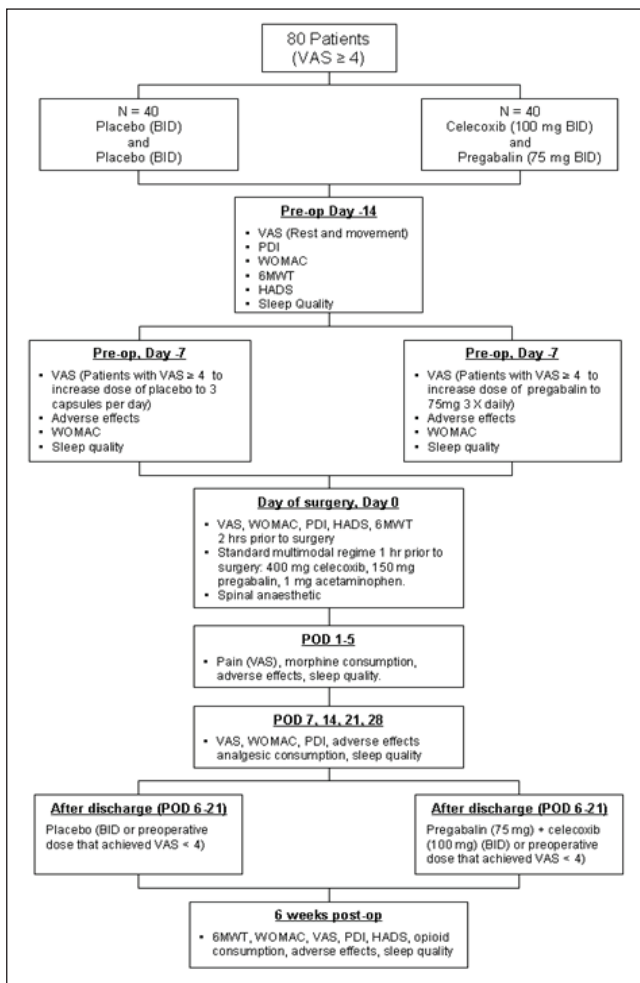 80 Patients
(VAS ≥ 4)
N = 40
Placebo (BID)
and
Placebo (BID)
N = 40
Celecoxib (100 mg BID)
and
Pregabalin (75 mg BID)
Pre-op Day -14
▪ VAS (Rest and movement)
▪ PDI
▪ WOMAC
▪ 6MWT
▪ HADS
▪ Sleep Quality
Pre-op, Day -7
▪ VAS (Patients with VAS ≥ 4 to
increase dose of placebo to 3
capsules per day)
▪ Adverse effects
▪ WOMAC
▪ Sleep quality
Pre-op, Day -7
▪ VAS (Patients with VAS ≥ 4 to
increase dose of pregabalin to
75mg 3 X daily)
▪ Adverse effects
▪ WOMAC
▪ Sleep quality
Day of surgery, Day 0
▪ VAS, WOMAC, PDI, HADS, 6MWT
2 hrs prior to surgery
▪ Standard multimodal regime 1 hr prior to
surgery: 400 mg celecoxib, 150 mg
pregabalin, 1 mg acetaminophen.
▪ Spinal anaesthetic
POD 1-5
▪ Pain (VAS), morphine consumption,
adverse effects, sleep quality.
POD 7, 14, 21, 28
▪ VAS, WOMAC, PDI, adverse effects
analgesic consumption, sleep quality
After discharge (POD 6-21)
Placebo (BID or preoperative
dose that achieved VAS < 4)
After discharge (POD 6-21)
Pregabalin (75 mg) + celecoxib
(100 mg) (BID) or preoperative
dose that achieved VAS < 4)
6 weeks post-op
▪ 6MWT, WOMAC, VAS, PDI, HADS, opioid
consumption, adverse effects, sleep quality